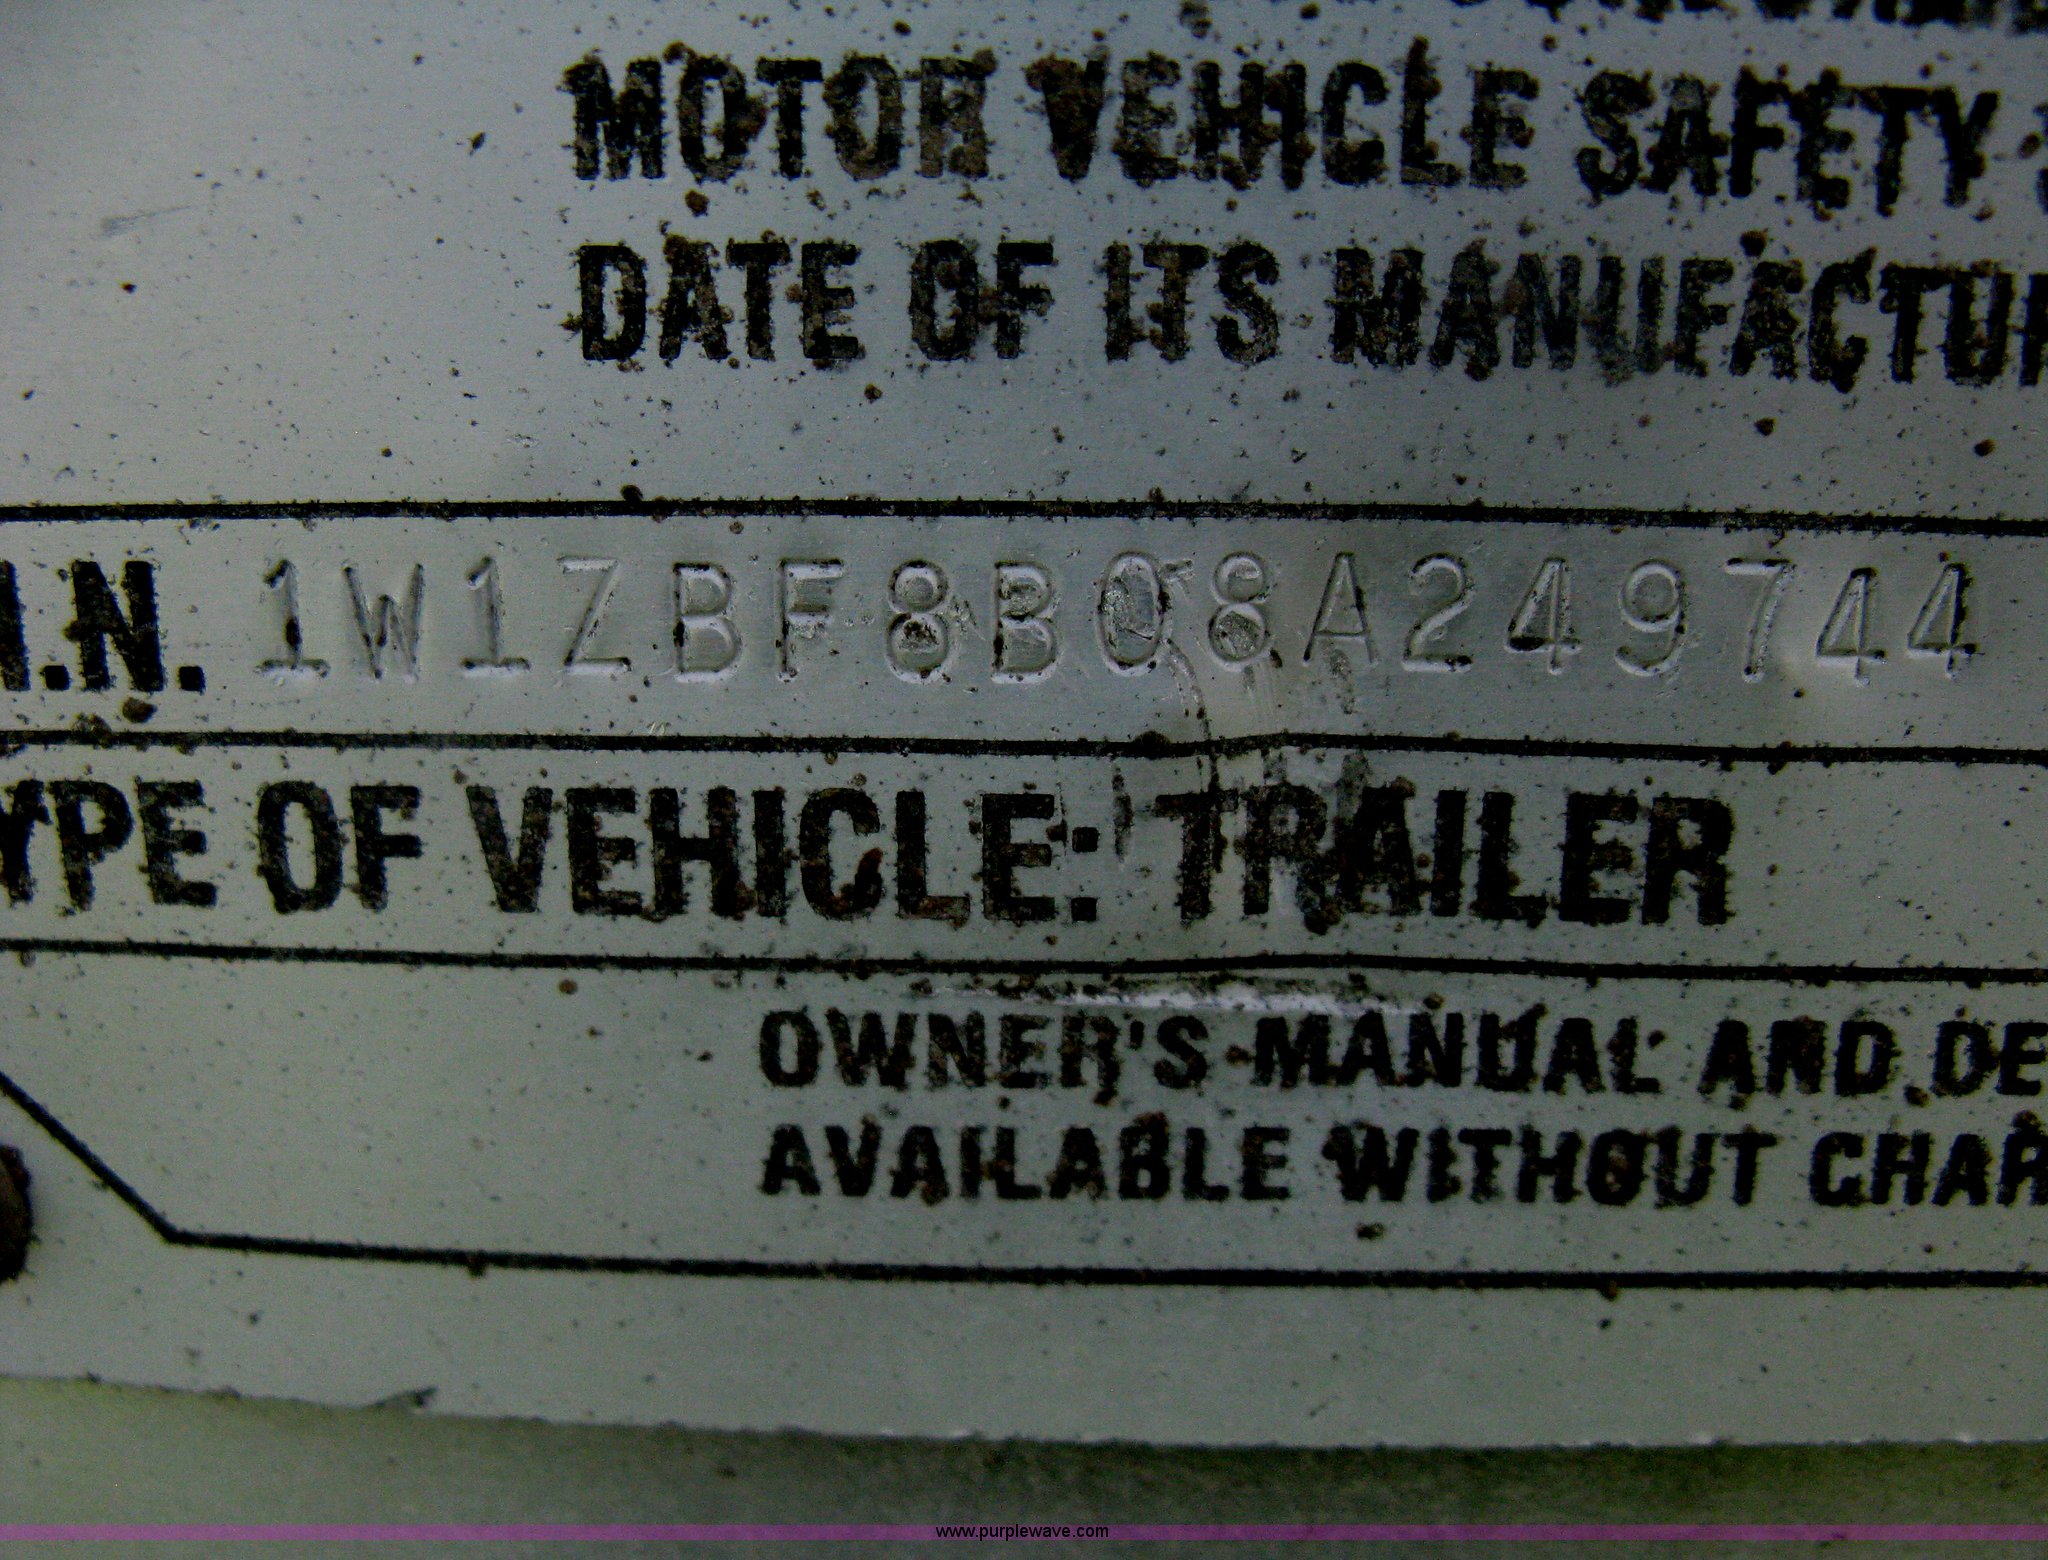 MOTOR VEHICLE SAFETY
DATE OF ITS MANUFACTUR
I.N. 1W1ZBF8B08A249744
YPE OF VEHICLE: TRAILER
OWNER'S MANUAL AND DE
AVAILABLE WITHOUT CHAR
www.purplewave.com